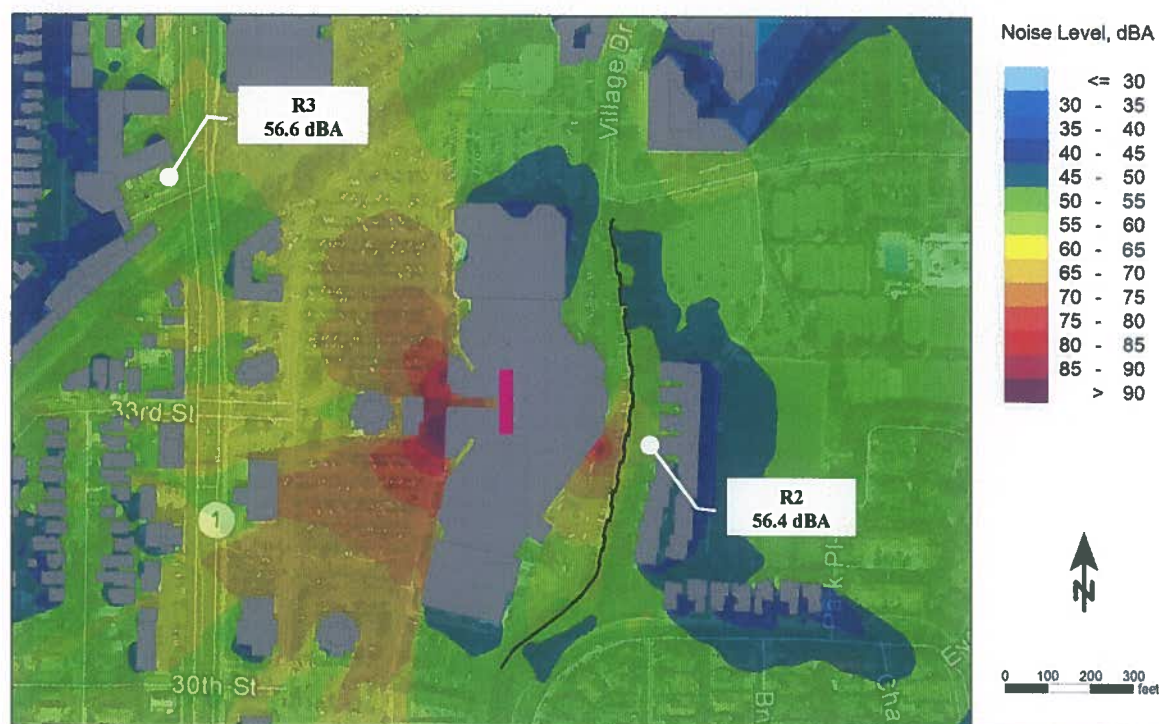 Noise Level, dBA
<= 30
30 - 35
35 - 40
40 - 45
45 - 50
50 - 55
55 - 60
60 - 65
65 - 70
70 - 75
75 - 80
80 - 85
85 - 90
> 90
R3
56.6 dBA
Village Dr
33rd St
R2
56.4 dBA
1
30th St
N
0 100 200 300
feet